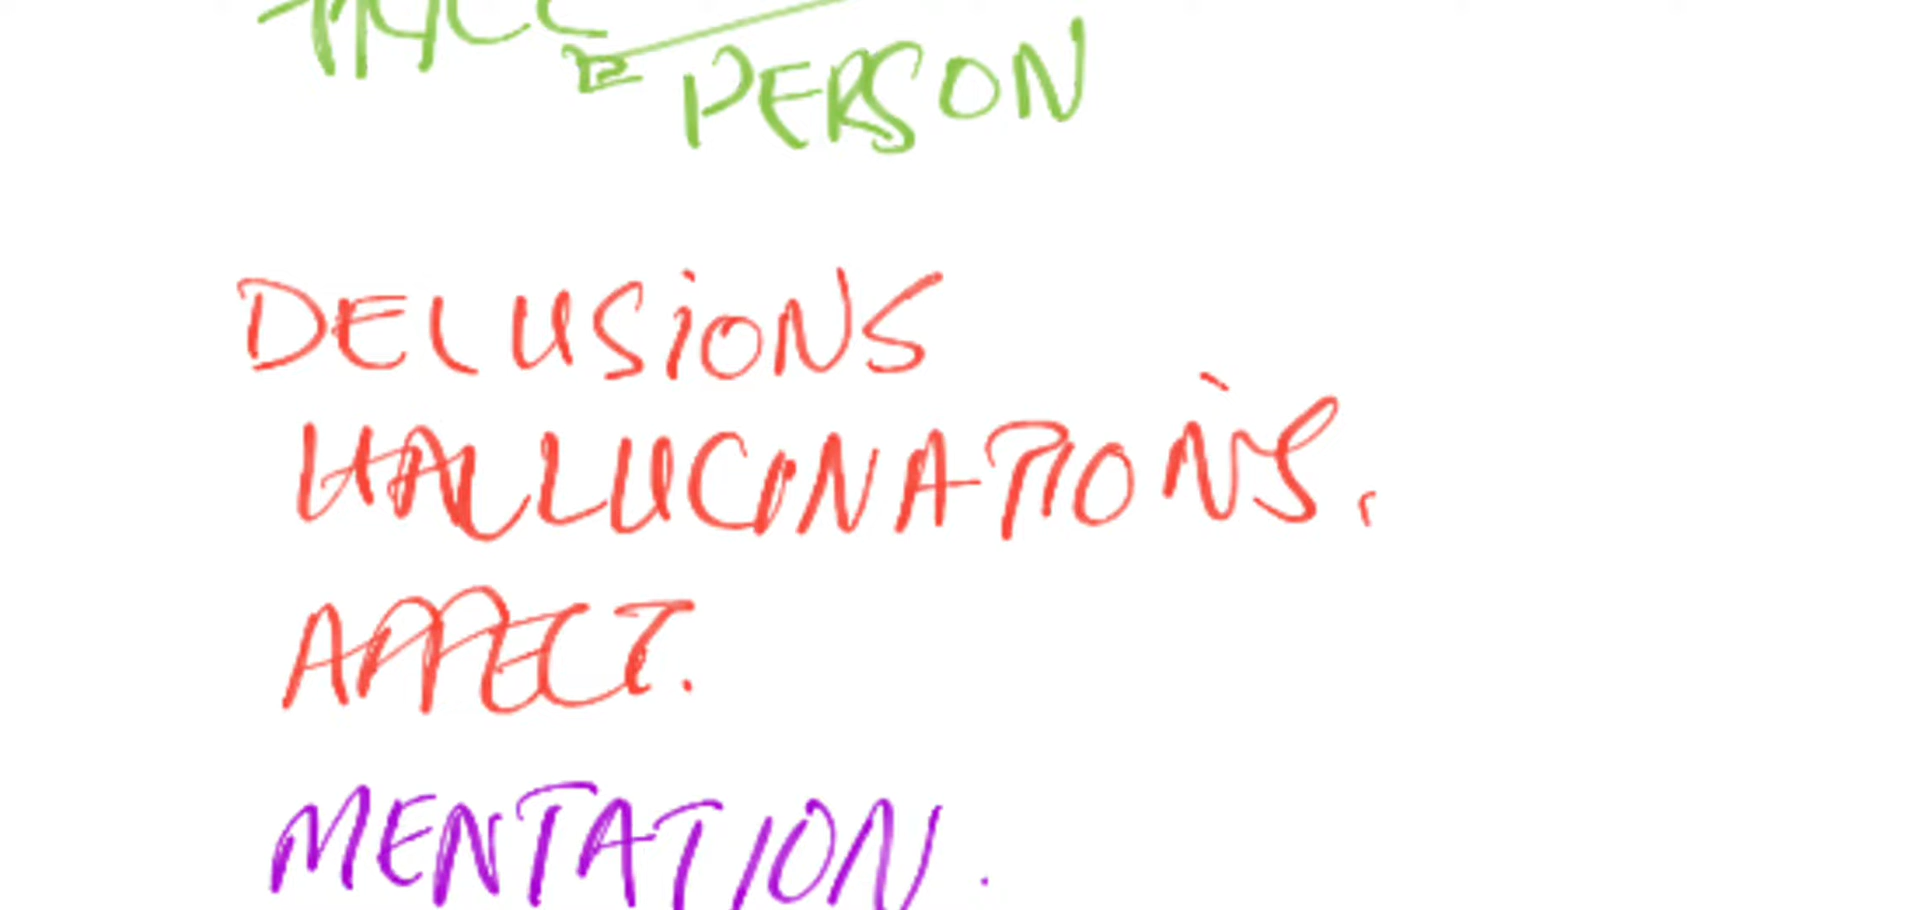 PERSON
DELUSIONS
HALLUCINATIONS.
AFFECT.
MENTATION.